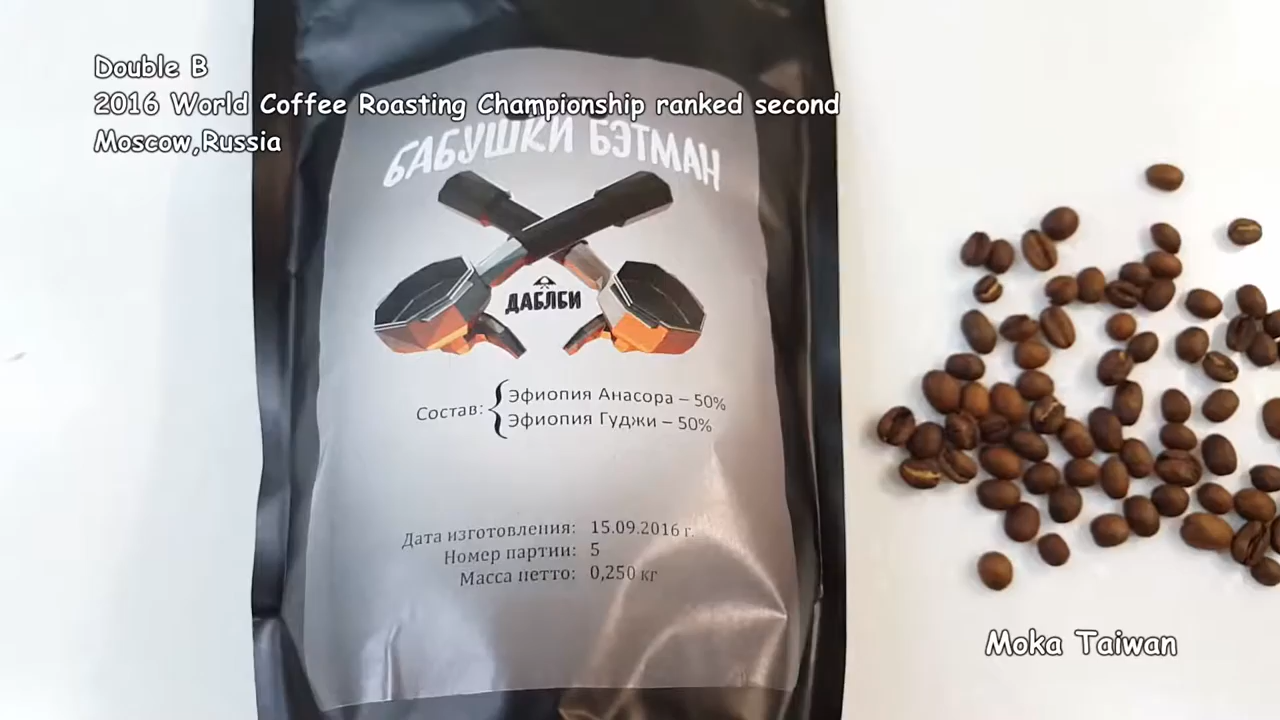 Double B
2016 World Coffee Roasting Championship ranked second
Moscow,Russia
БАБУШКИ БЭТМАН
ДАБЛБИ
Состав:
Эфиопия Анасора – 50%
Эфиопия Гуджи – 50%
Дата изготовления: 15.09.2016 г.
Номер партии: 5
Масса нетто: 0,250 кг
Moka Taiwan